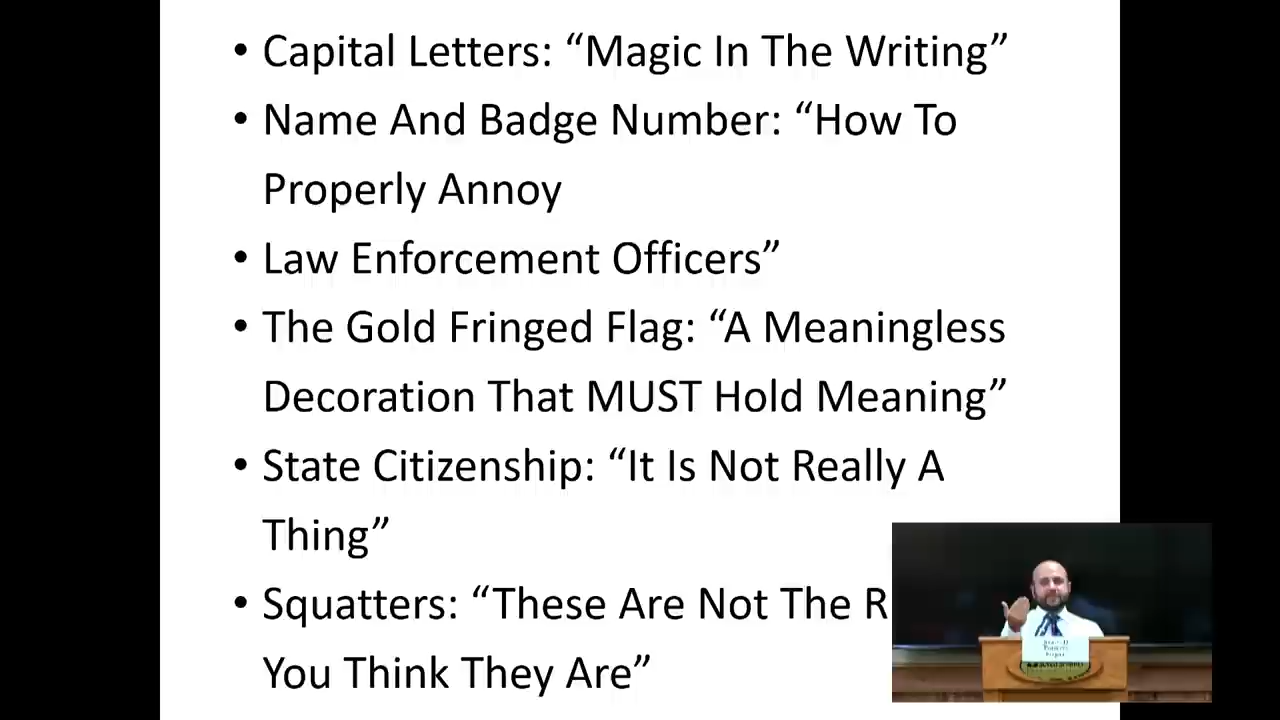 • Capital Letters: “Magic In The Writing”
• Name And Badge Number: “How To
Properly Annoy
• Law Enforcement Officers”
• The Gold Fringed Flag: “A Meaningless
Decoration That MUST Hold Meaning”
• State Citizenship: “It Is Not Really A
Thing”
• Squatters: “These Are Not The R
You Think They Are”